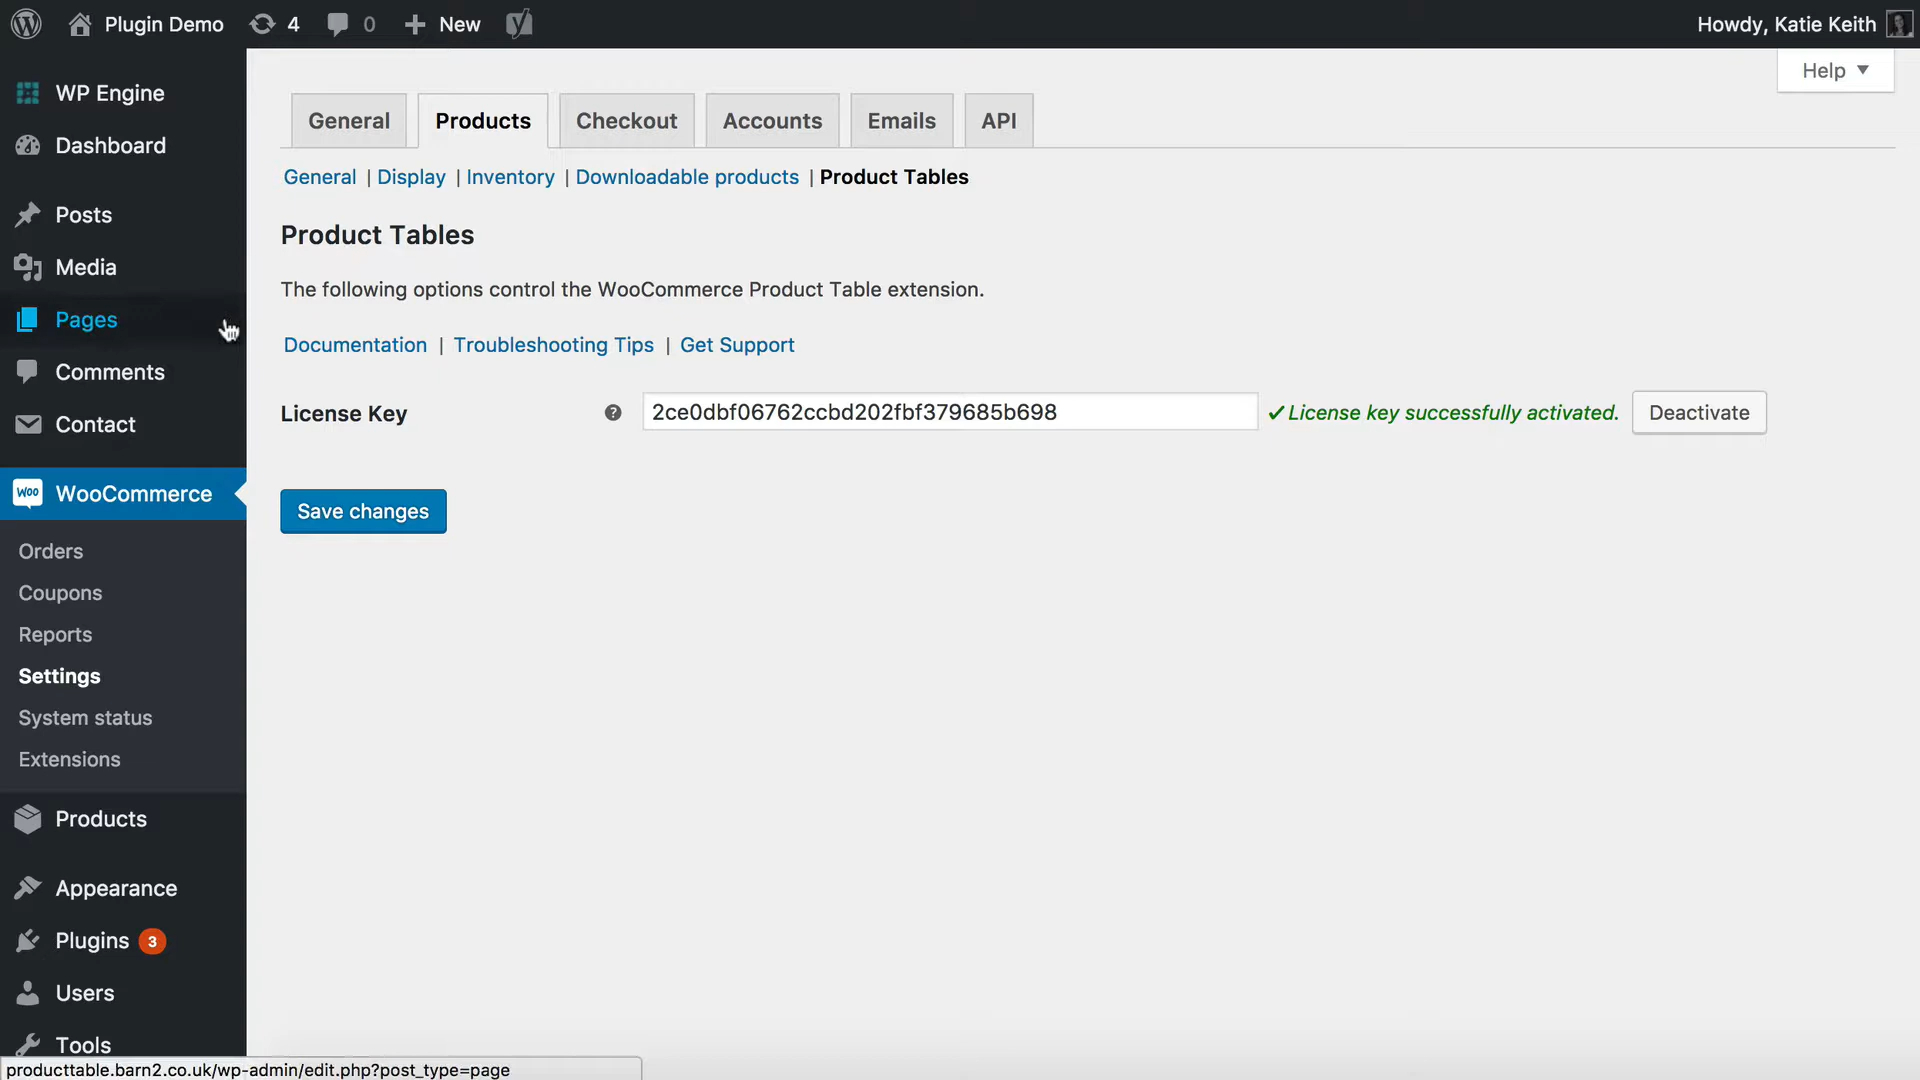 Plugin Demo 4 0 New Howdy, Katie Keith
Help
WP Engine
Dashboard
Posts
Media
Pages
Comments
Contact
WOO WooCommerce
Orders
Coupons
Reports
Settings
System status
Extensions
Products
Appearance
Plugins 3
Users
Tools
General Products Checkout Accounts Emails API
General | Display | Inventory | Downloadable products | Product Tables
Product Tables
The following options control the WooCommerce Product Table extension.
Documentation | Troubleshooting Tips | Get Support
License Key ? 2ce0dbf06762ccbd202fbf379685b698 ✓License key successfully activated. Deactivate
Save changes
producttable.barn2.co.uk/wp-admin/edit.php?post_type=page